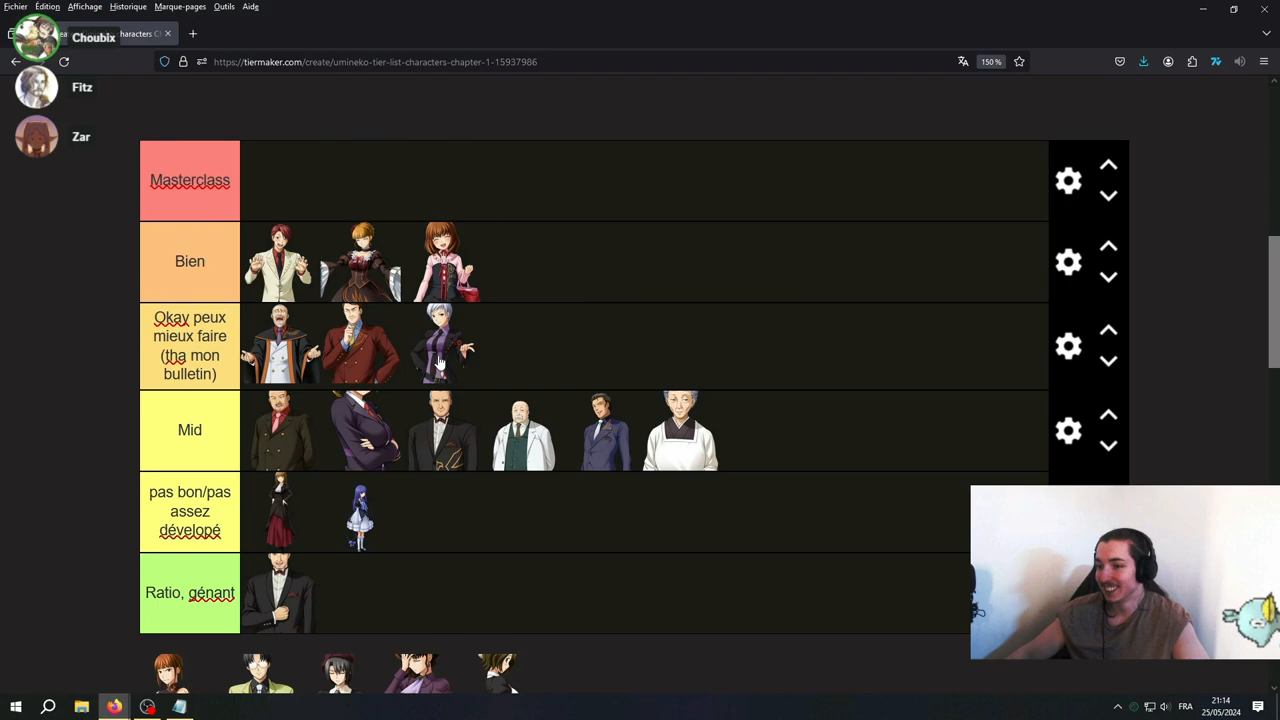 Fichier Édition Affichage Historique Marque-pages Outils Aide
haracters C
Choubix
https://tiermaker.com/create/umineko-tier-list-characters-chapter-1-15937986
150 %
Fitz
Zar
Masterclass
Bien
Okay peux
mieux faire
(tha mon
bulletin)
Mid
pas bon/pas
assez
dévelopé
Ratio, génant
FRA
21:14
25/05/2024